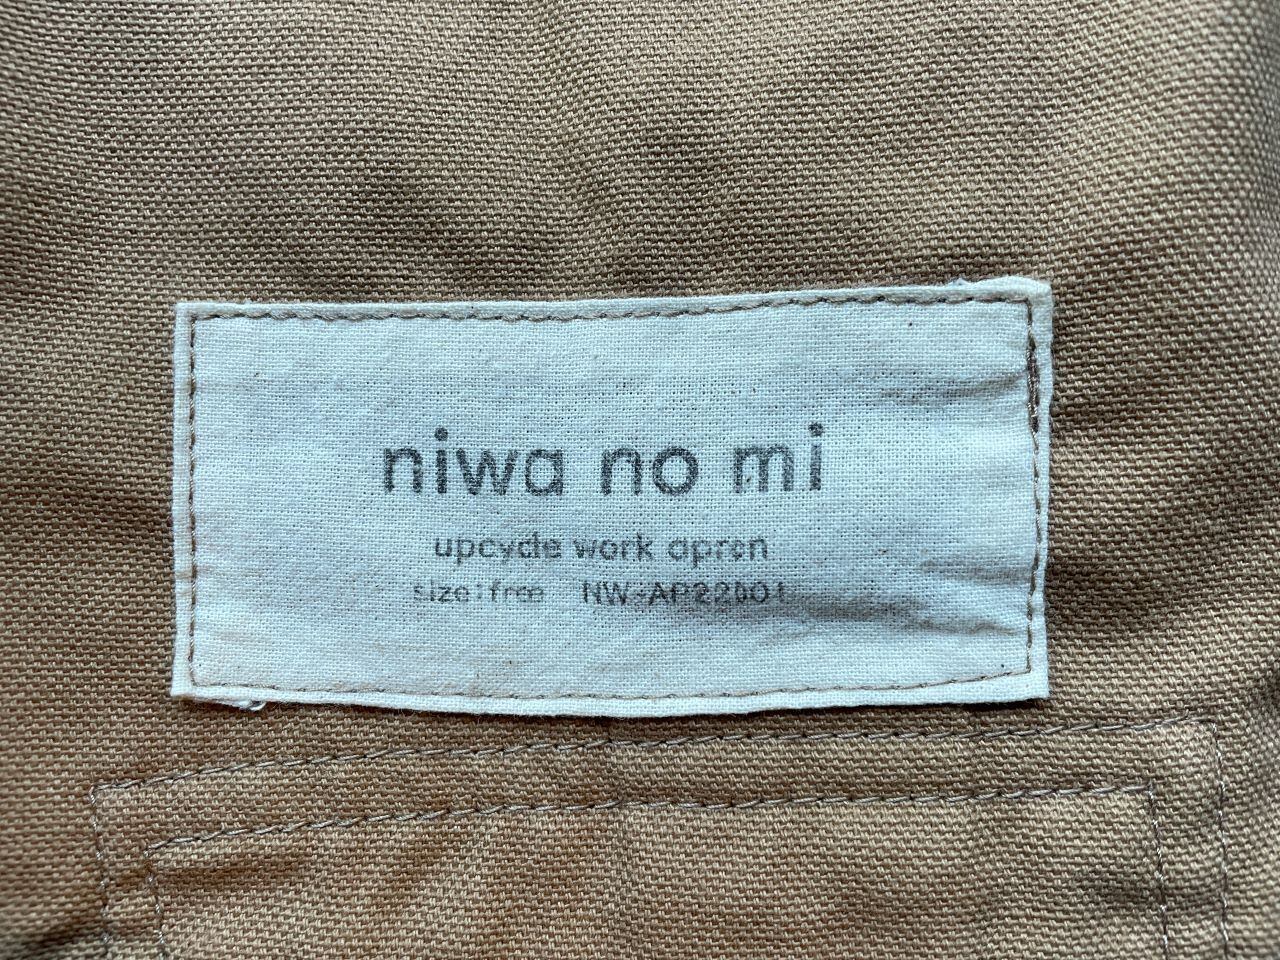 niwa no mi
upcycle work apron
size:free NW-AP22001